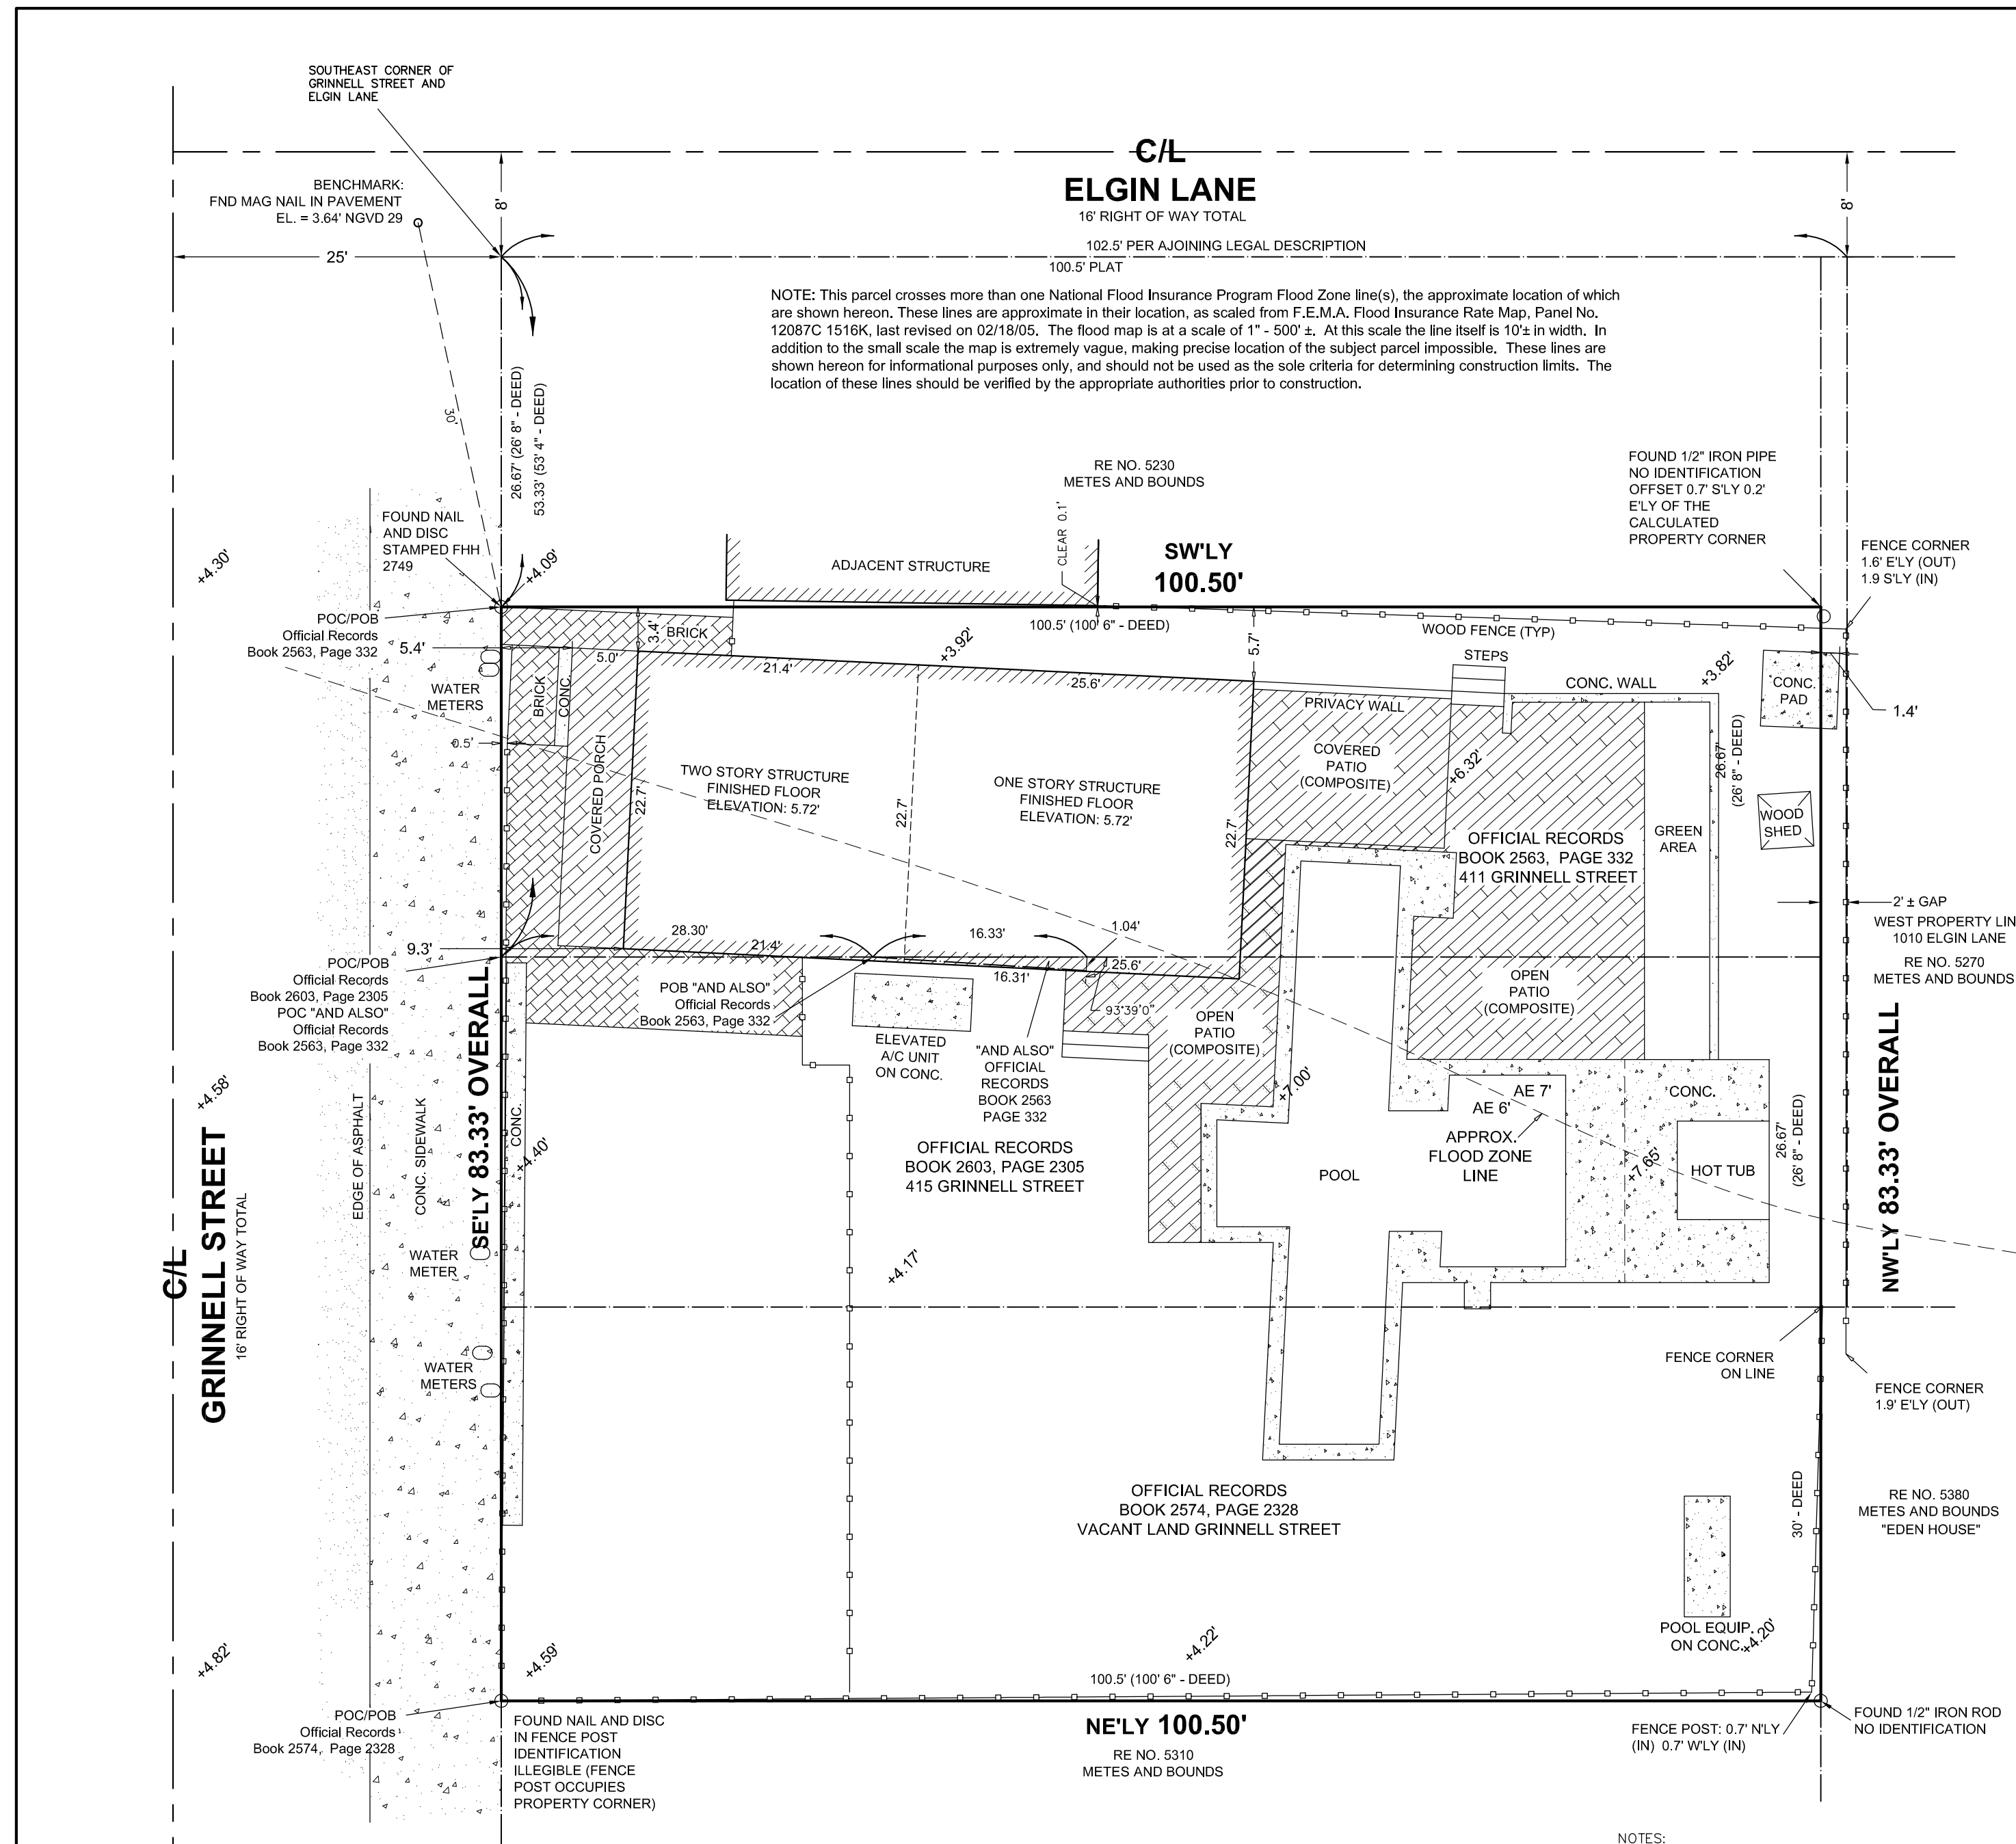 SOUTHEAST CORNER OF
GRINNELL STREET AND
ELGIN LANE
C/L
ELGIN LANE
16' RIGHT OF WAY TOTAL
BENCHMARK:
FND MAG NAIL IN PAVEMENT
EL. = 3.64' NGVD 29
8'
8'
25'
102.5' PER AJOINING LEGAL DESCRIPTION
100.5' PLAT
NOTE: This parcel crosses more than one National Flood Insurance Program Flood Zone line(s), the approximate location of which
are shown hereon. These lines are approximate in their location, as scaled from F.E.M.A. Flood Insurance Rate Map, Panel No.
12087C 1516K, last revised on 02/18/05. The flood map is at a scale of 1" - 500' ±. At this scale the line itself is 10'± in width. In
addition to the small scale the map is extremely vague, making precise location of the subject parcel impossible. These lines are
shown hereon for informational purposes only, and should not be used as the sole criteria for determining construction limits. The
location of these lines should be verified by the appropriate authorities prior to construction.
30'
26.67' (26' 8" - DEED)
53.33' (53' 4" - DEED)
RE NO. 5230
METES AND BOUNDS
FOUND 1/2" IRON PIPE
NO IDENTIFICATION
OFFSET 0.7' S'LY 0.2'
E'LY OF THE
CALCULATED
PROPERTY CORNER
FOUND NAIL
AND DISC
STAMPED FHH
2749
+4.30'
+4.09'
ADJACENT STRUCTURE
CLEAR 0.1'
SW'LY
100.50'
FENCE CORNER
1.6' E'LY (OUT)
1.9 S'LY (IN)
POC/POB
Official Records
Book 2563, Page 332
5.4'
3.4'
BRICK
100.5' (100' 6" - DEED)
WOOD FENCE (TYP)
5.0'
21.4'
+3.92'
25.6'
5.7'
STEPS
CONC. WALL
+3.82'
CONC.
PAD
1.4'
WATER
METERS
BRICK
CONC.
0.5'
PRIVACY WALL
COVERED
PATIO
(COMPOSITE)
+6.32'
26.67'
(26' 8" - DEED)
COVERED PORCH
22.7'
TWO STORY STRUCTURE
FINISHED FLOOR
ELEVATION: 5.72'
22.7'
ONE STORY STRUCTURE
FINISHED FLOOR
ELEVATION: 5.72'
22.7'
OFFICIAL RECORDS
BOOK 2563, PAGE 332
411 GRINNELL STREET
GREEN
AREA
WOOD
SHED
2' ± GAP
WEST PROPERTY LIN
1010 ELGIN LANE
RE NO. 5270
METES AND BOUNDS
9.3'
28.30'
21.4'
16.33'
1.04'
25.6'
16.31'
93°39'0"
POC/POB
Official Records
Book 2603, Page 2305
POC "AND ALSO"
Official Records
Book 2563, Page 332
POB "AND ALSO"
Official Records
Book 2563, Page 332
ELEVATED
A/C UNIT
ON CONC.
"AND ALSO"
OFFICIAL
RECORDS
BOOK 2563
PAGE 332
OPEN
PATIO
(COMPOSITE)
OPEN
PATIO
(COMPOSITE)
+7.00'
AE 7'
AE 6'
APPROX.
FLOOD ZONE
LINE
CONC.
+7.65'
HOT TUB
26.67'
(26' 8" - DEED)
NW'LY 83.33' OVERALL
+4.58'
EDGE OF ASPHALT
CONC. SIDEWALK
SE'LY 83.33' OVERALL
CONC.
+4.40'
OFFICIAL RECORDS
BOOK 2603, PAGE 2305
415 GRINNELL STREET
POOL
+4.17'
C/L
GRINNELL STREET
16' RIGHT OF WAY TOTAL
WATER
METER
WATER
METERS
FENCE CORNER
ON LINE
FENCE CORNER
1.9' E'LY (OUT)
OFFICIAL RECORDS
BOOK 2574, PAGE 2328
VACANT LAND GRINNELL STREET
30' - DEED
RE NO. 5380
METES AND BOUNDS
"EDEN HOUSE"
POOL EQUIP.
ON CONC.
+4.20'
+4.82'
+4.59'
+4.22'
100.5' (100' 6" - DEED)
POC/POB
Official Records
Book 2574, Page 2328
FOUND NAIL AND DISC
IN FENCE POST
IDENTIFICATION
ILLEGIBLE (FENCE
POST OCCUPIES
PROPERTY CORNER)
NE'LY 100.50'
RE NO. 5310
METES AND BOUNDS
FENCE POST: 0.7' N'LY
(IN) 0.7' W'LY (IN)
FOUND 1/2" IRON ROD
NO IDENTIFICATION
NOTES: